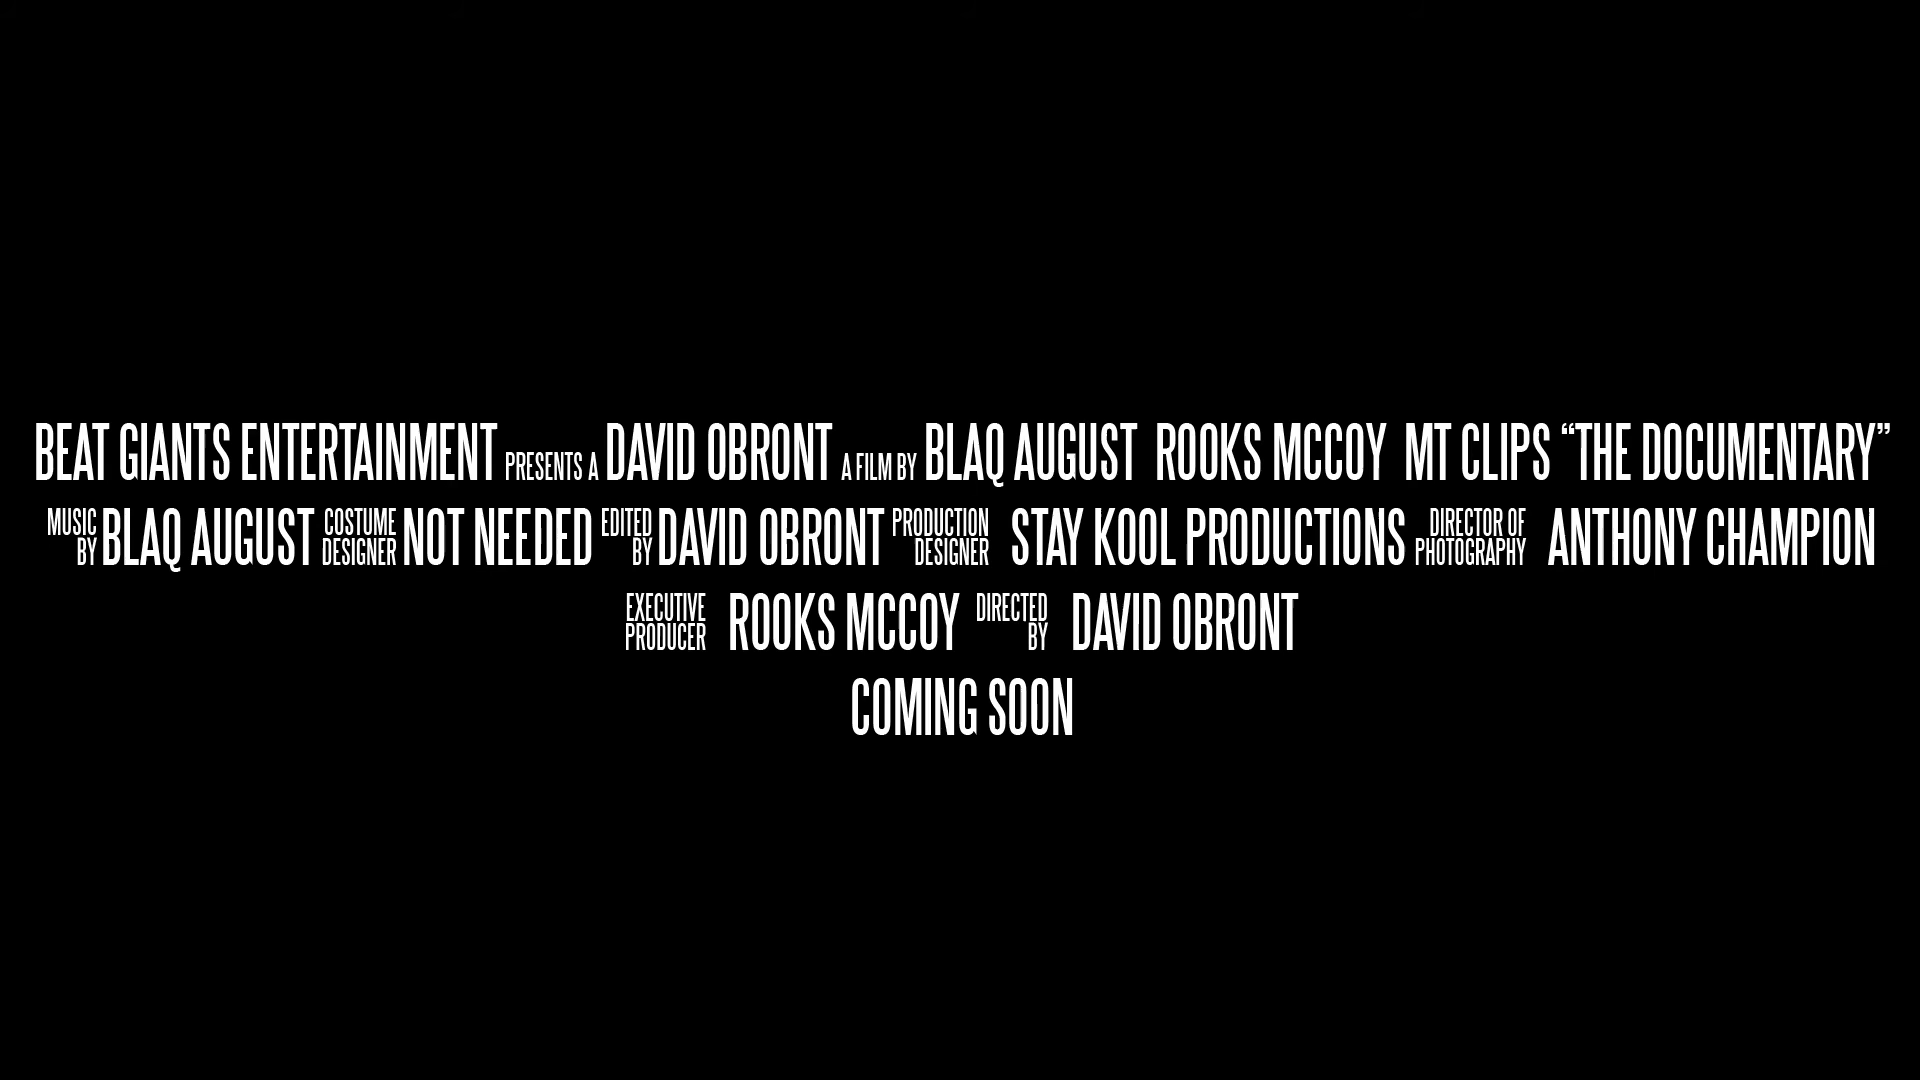 BEAT GIANTS ENTERTAINMENT PRESENTS A DAVID OBRONT A FILM BY BLAQ AUGUST ROOKS MCCOY MT CLIPS “THE DOCUMENTARY”
MUSIC BY BLAQ AUGUST COSTUME DESIGNER NOT NEEDED EDITED BY DAVID OBRONT PRODUCTION DESIGNER STAY KOOL PRODUCTIONS DIRECTOR OF PHOTOGRAPHY ANTHONY CHAMPION
EXECUTIVE PRODUCER ROOKS MCCOY DIRECTED BY DAVID OBRONT
COMING SOON